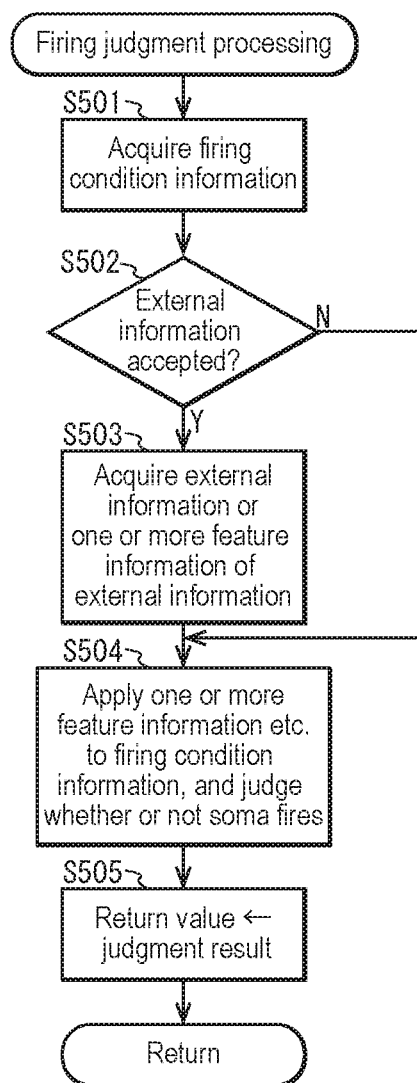 Firing judgment processing
S501
Acquire firing
condition information
S502
External
information
accepted?
N
Y
S503
Acquire external
information or
one or more feature
information of
external information
S504
Apply one or more
feature information etc.
to firing condition
information, and judge
whether or not soma fires
S505
Return value ←
judgment result
Return